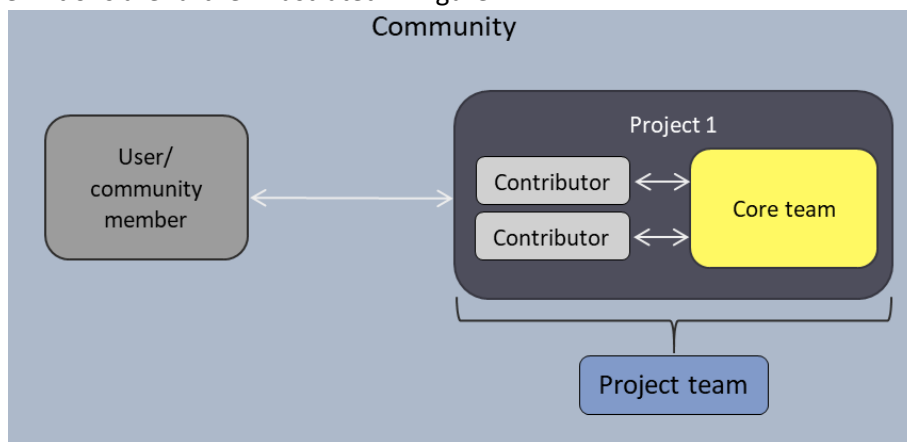 Community
Project 1
User/
community
member
Contributor
Contributor
Core team
Project team